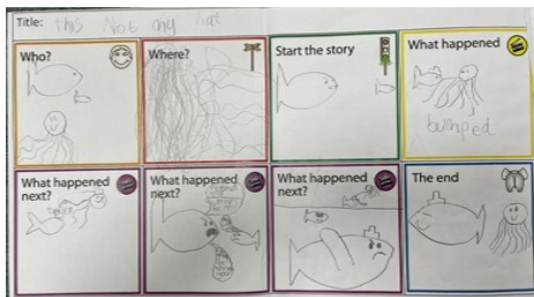 Title: This Not my hat
Who?
Where?
Start the story
What happened
bumped
What happened
next?
What happened
next?
What happened
next?
The end